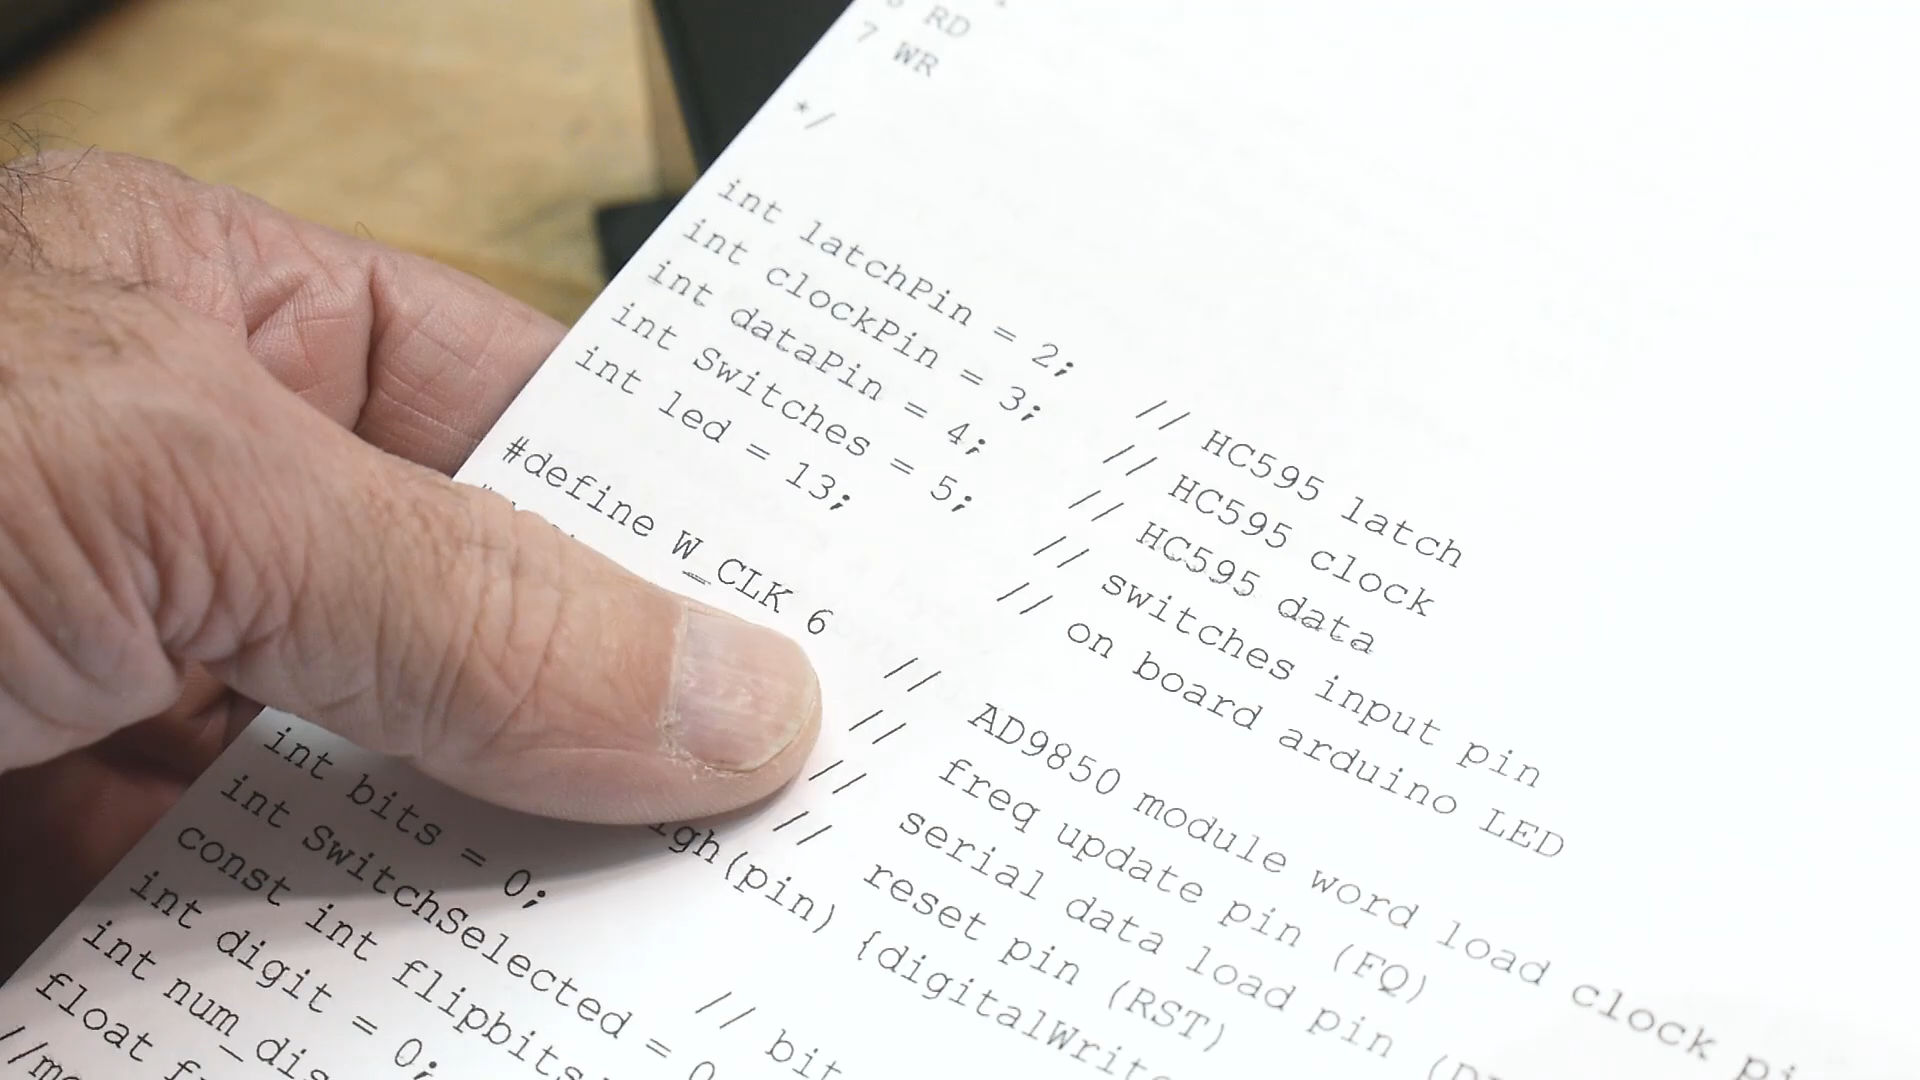 RD
7 WR
*/
int latchPin = 2; // HC595 latch
int clockPin = 3; // HC595 clock
int dataPin = 4; // HC595 data
int Switches = 5; // switches input pin
int led = 13; // on board arduino LED
#define W_CLK 6 // AD9850 module word load clock
// freq update pin (FQ)
// serial data load pin
// reset pin (RST)
igh(pin) {digitalWrit
int bits = 0; // bit
int SwitchSelected = 0
const int flipbits
int digit = 0;
int num_dis
float f